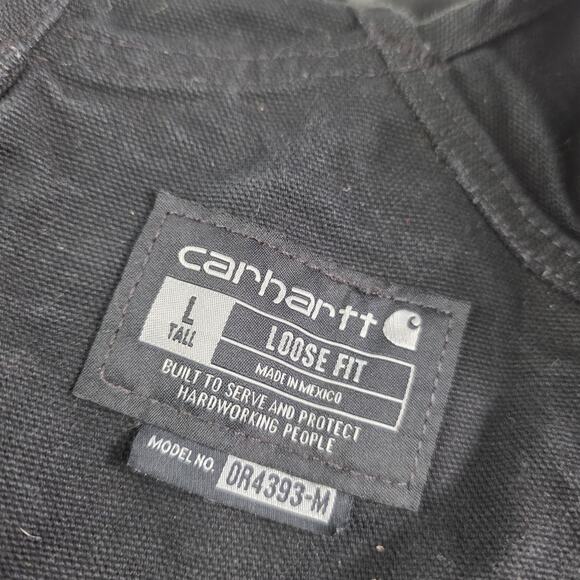 carhartt
L
TALL
LOOSE FIT
MADE IN MEXICO
BUILT TO SERVE AND PROTECT
HARDWORKING PEOPLE
MODEL NO. OR4393-M